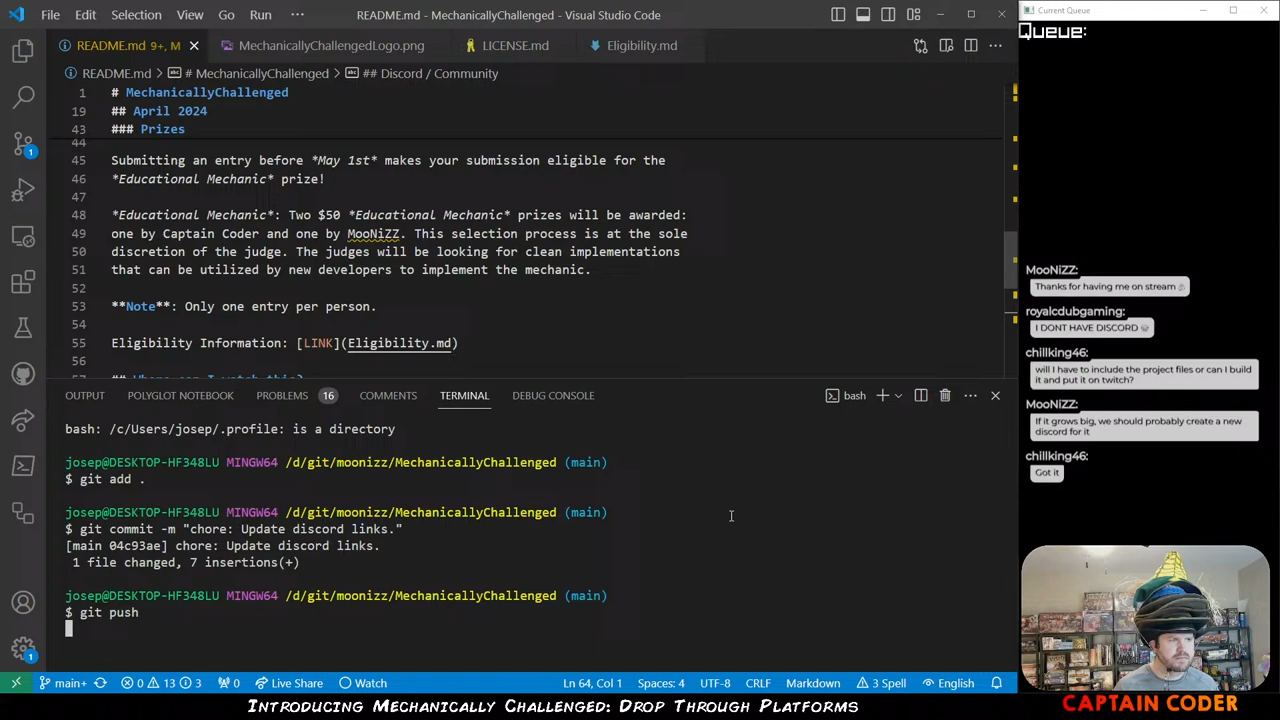 File Edit Selection View Go Run ··· README.md - MechanicallyChallenged - Visual Studio Code
Current Queue
README.md 9+, M
MechanicallyChallengedLogo.png
LICENSE.md
Eligibility.md
README.md > # MechanicallyChallenged > ## Discord / Community
1 # MechanicallyChallenged
19 ## April 2024
43 ### Prizes
44
45 Submitting an entry before *May 1st* makes your submission eligible for the
46 *Educational Mechanic* prize!
47
48 *Educational Mechanic*: Two $50 *Educational Mechanic* prizes will be awarded:
49 one by Captain Coder and one by MooNiZZ. This selection process is at the sole
50 discretion of the judge. The judges will be looking for clean implementations
51 that can be utilized by new developers to implement the mechanic.
52
53 **Note**: Only one entry per person.
54
55 Eligibility Information: [LINK](Eligibility.md)
56
57 ## Where can I watch this?
OUTPUT POLYGLOT NOTEBOOK PROBLEMS 16 COMMENTS TERMINAL DEBUG CONSOLE
bash
bash: /c/Users/josep/.profile: is a directory
josep@DESKTOP-HF348LU MINGW64 /d/git/moonizz/MechanicallyChallenged (main)
$ git add .
josep@DESKTOP-HF348LU MINGW64 /d/git/moonizz/MechanicallyChallenged (main)
$ git commit -m "chore: Update discord links."
[main 04c93ae] chore: Update discord links.
1 file changed, 7 insertions(+)
josep@DESKTOP-HF348LU MINGW64 /d/git/moonizz/MechanicallyChallenged (main)
$ git push
1
1
main+ 0 13 3 0 Live Share Watch Ln 64, Col 1 Spaces: 4 UTF-8 CRLF Markdown 3 Spell English
Queue:
MooNiZZ:
Thanks for having me on stream
royalcdubgaming:
I DONT HAVE DISCORD
chillking46:
will I have to include the project files or can I build
it and put it on twitch?
MooNiZZ:
If it grows big, we should probably create a new
discord for it
chillking46:
Got it
INTRODUCING MECHANICALLY CHALLENGED: DROP THROUGH PLATFORMS
CAPTAIN CODER